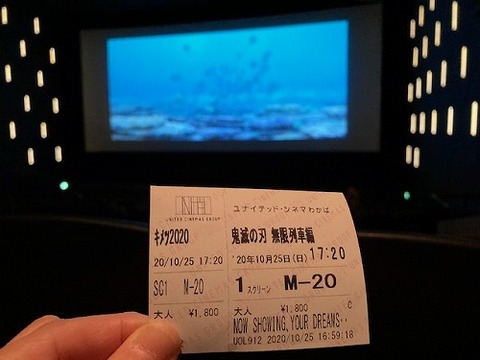 UNITED CINEMAS GROUP
キメツ2020
20/10/25 17:20
SC1 M-20
大人 ¥1,800
ユナイテッド・シネマわかば
鬼滅の刃 無限列車編
'20年10月25日(日) 17:20
1 スクリーン M-20
大人 ¥1,800 C
NOW SHOWING, YOUR DREAMS･･
UOL912 2020/10/25 16:59:18